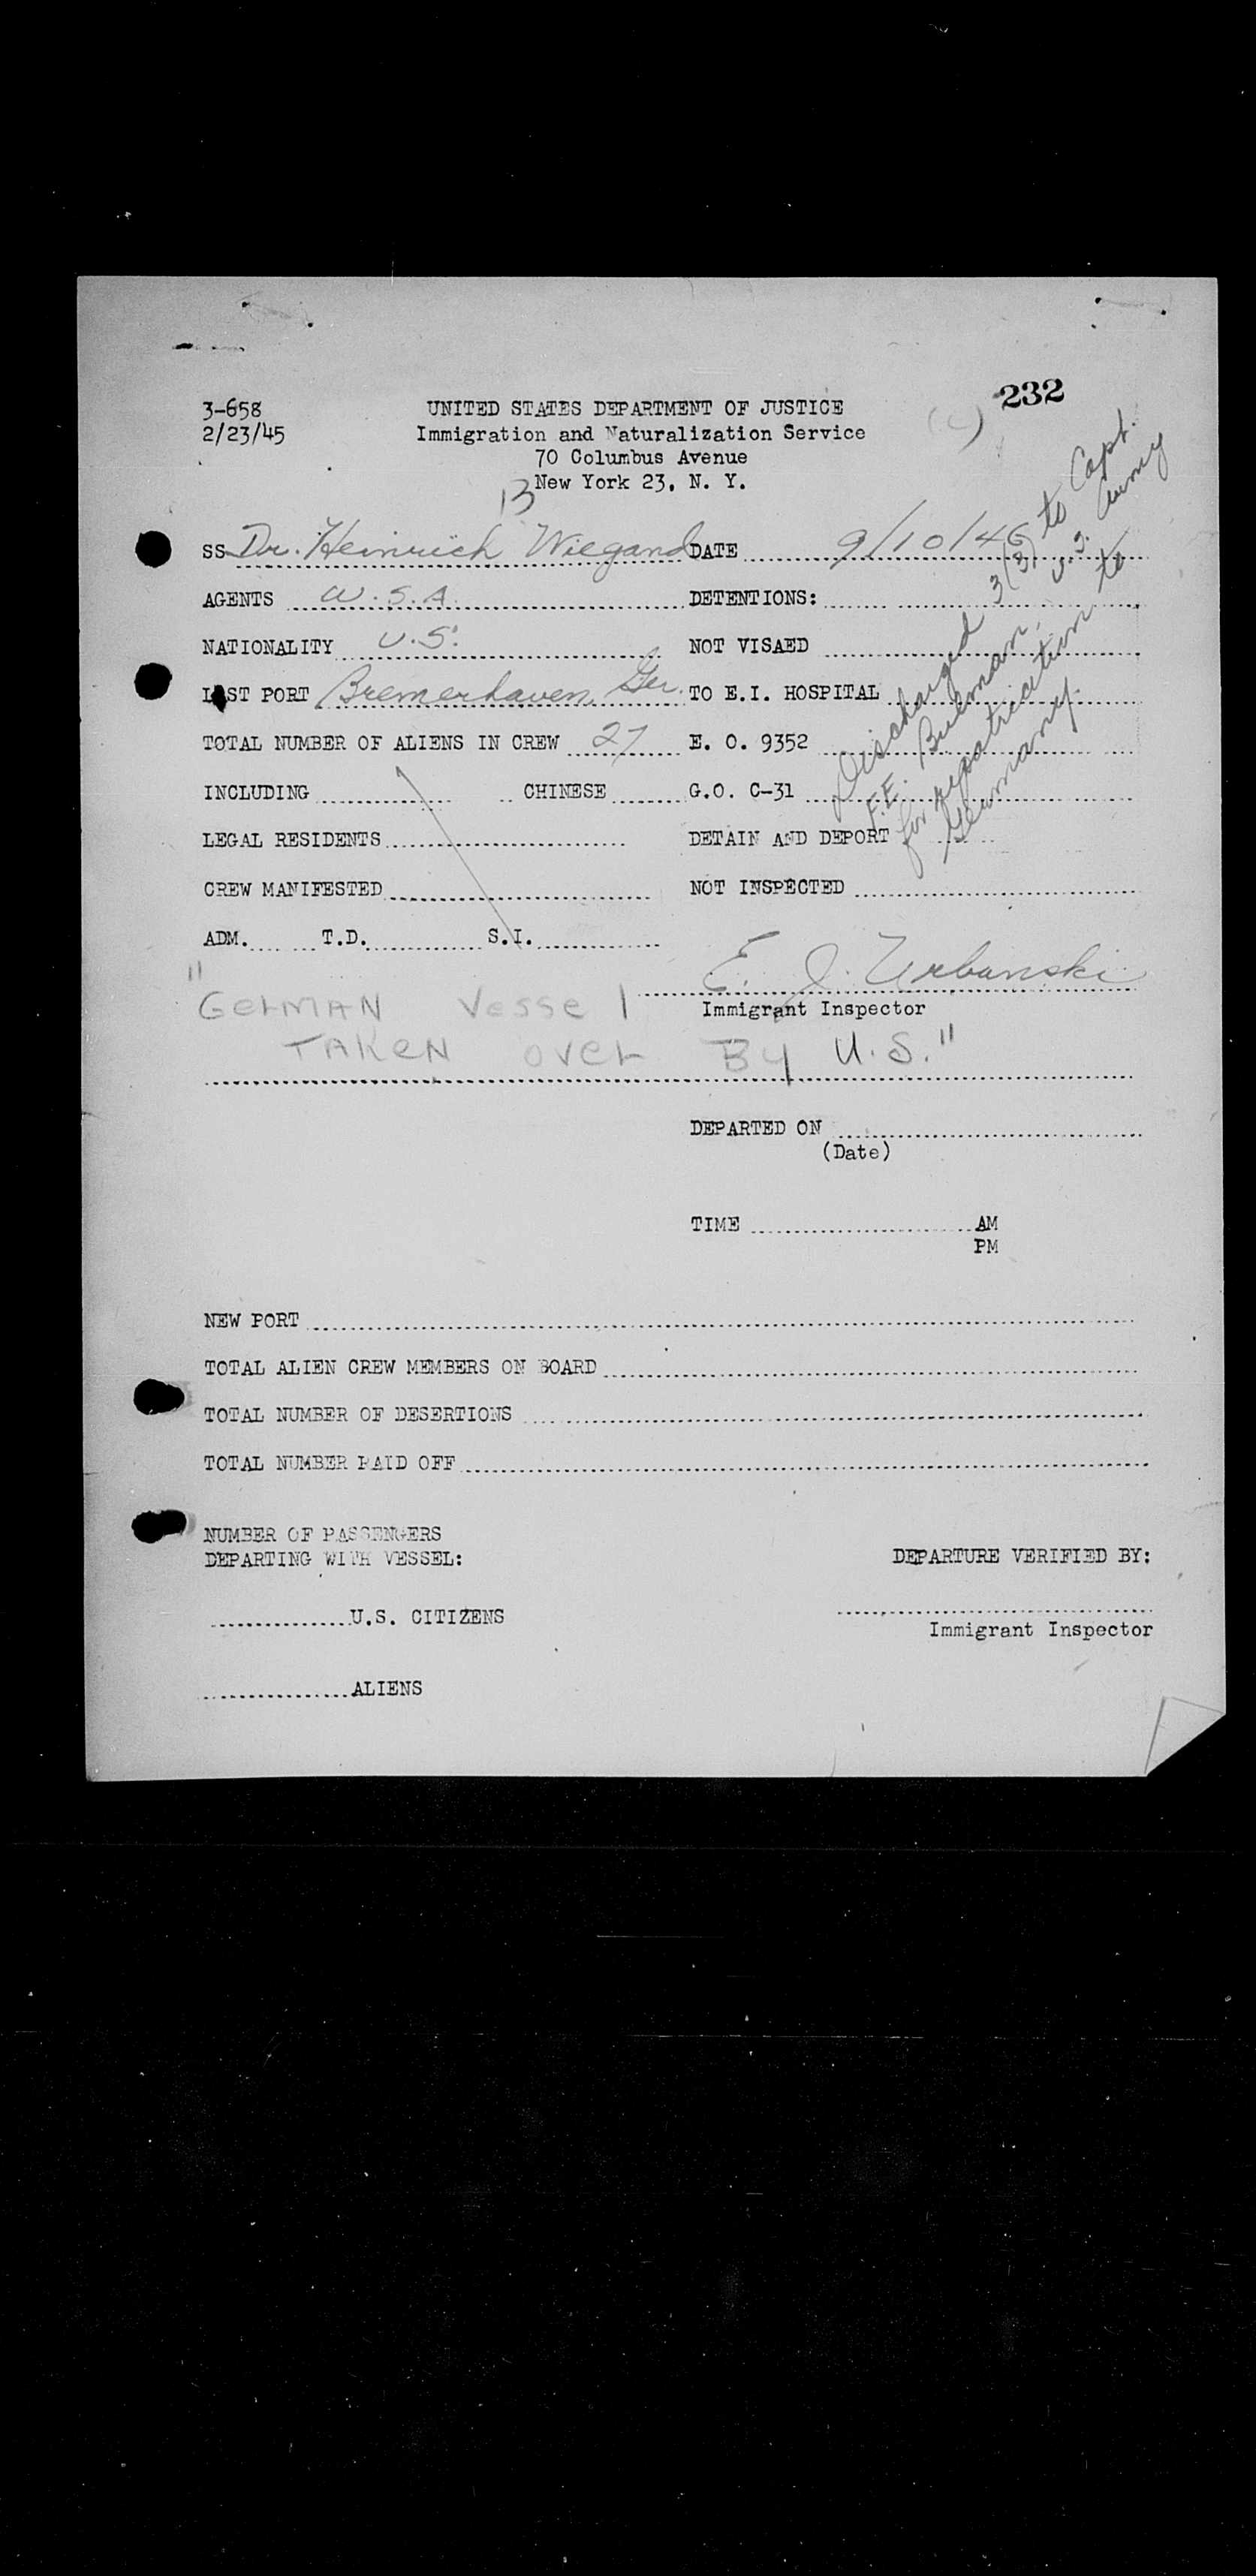 232
3-658 UNITED STATES DEPARTMENT OF JUSTICE
2/23/45 Immigration and Naturalization Service (C)
70 Columbus Avenue
New York 23, N. Y.
13
SS Dr. Heinrich Wiegand DATE 9/10/46
AGENTS W.S.A. DETENTIONS:
NATIONALITY U.S. NOT VISAED
LAST PORT Bremerhaven, Ger. TO E.I. HOSPITAL
TOTAL NUMBER OF ALIENS IN CREW 27 E. O. 9352
INCLUDING CHINESE G.O. C-31
LEGAL RESIDENTS DETAIN AND DEPORT
CREW MANIFESTED NOT INSPECTED
ADM. T.D. S.I.
Discharged 3(3) to Capt.
F.E. Bulman, U.S. Army
for repatriation to
Germany.
E. J. Urbanski
Immigrant Inspector
"GerMAN Vessel
TAKeN over By U.S."
DEPARTED ON
(Date)
TIME AM
PM
NEW PORT
TOTAL ALIEN CREW MEMBERS ON BOARD
TOTAL NUMBER OF DESERTIONS
TOTAL NUMBER PAID OFF
NUMBER OF PASSENGERS
DEPARTING WITH VESSEL: DEPARTURE VERIFIED BY:
U.S. CITIZENS
Immigrant Inspector
ALIENS